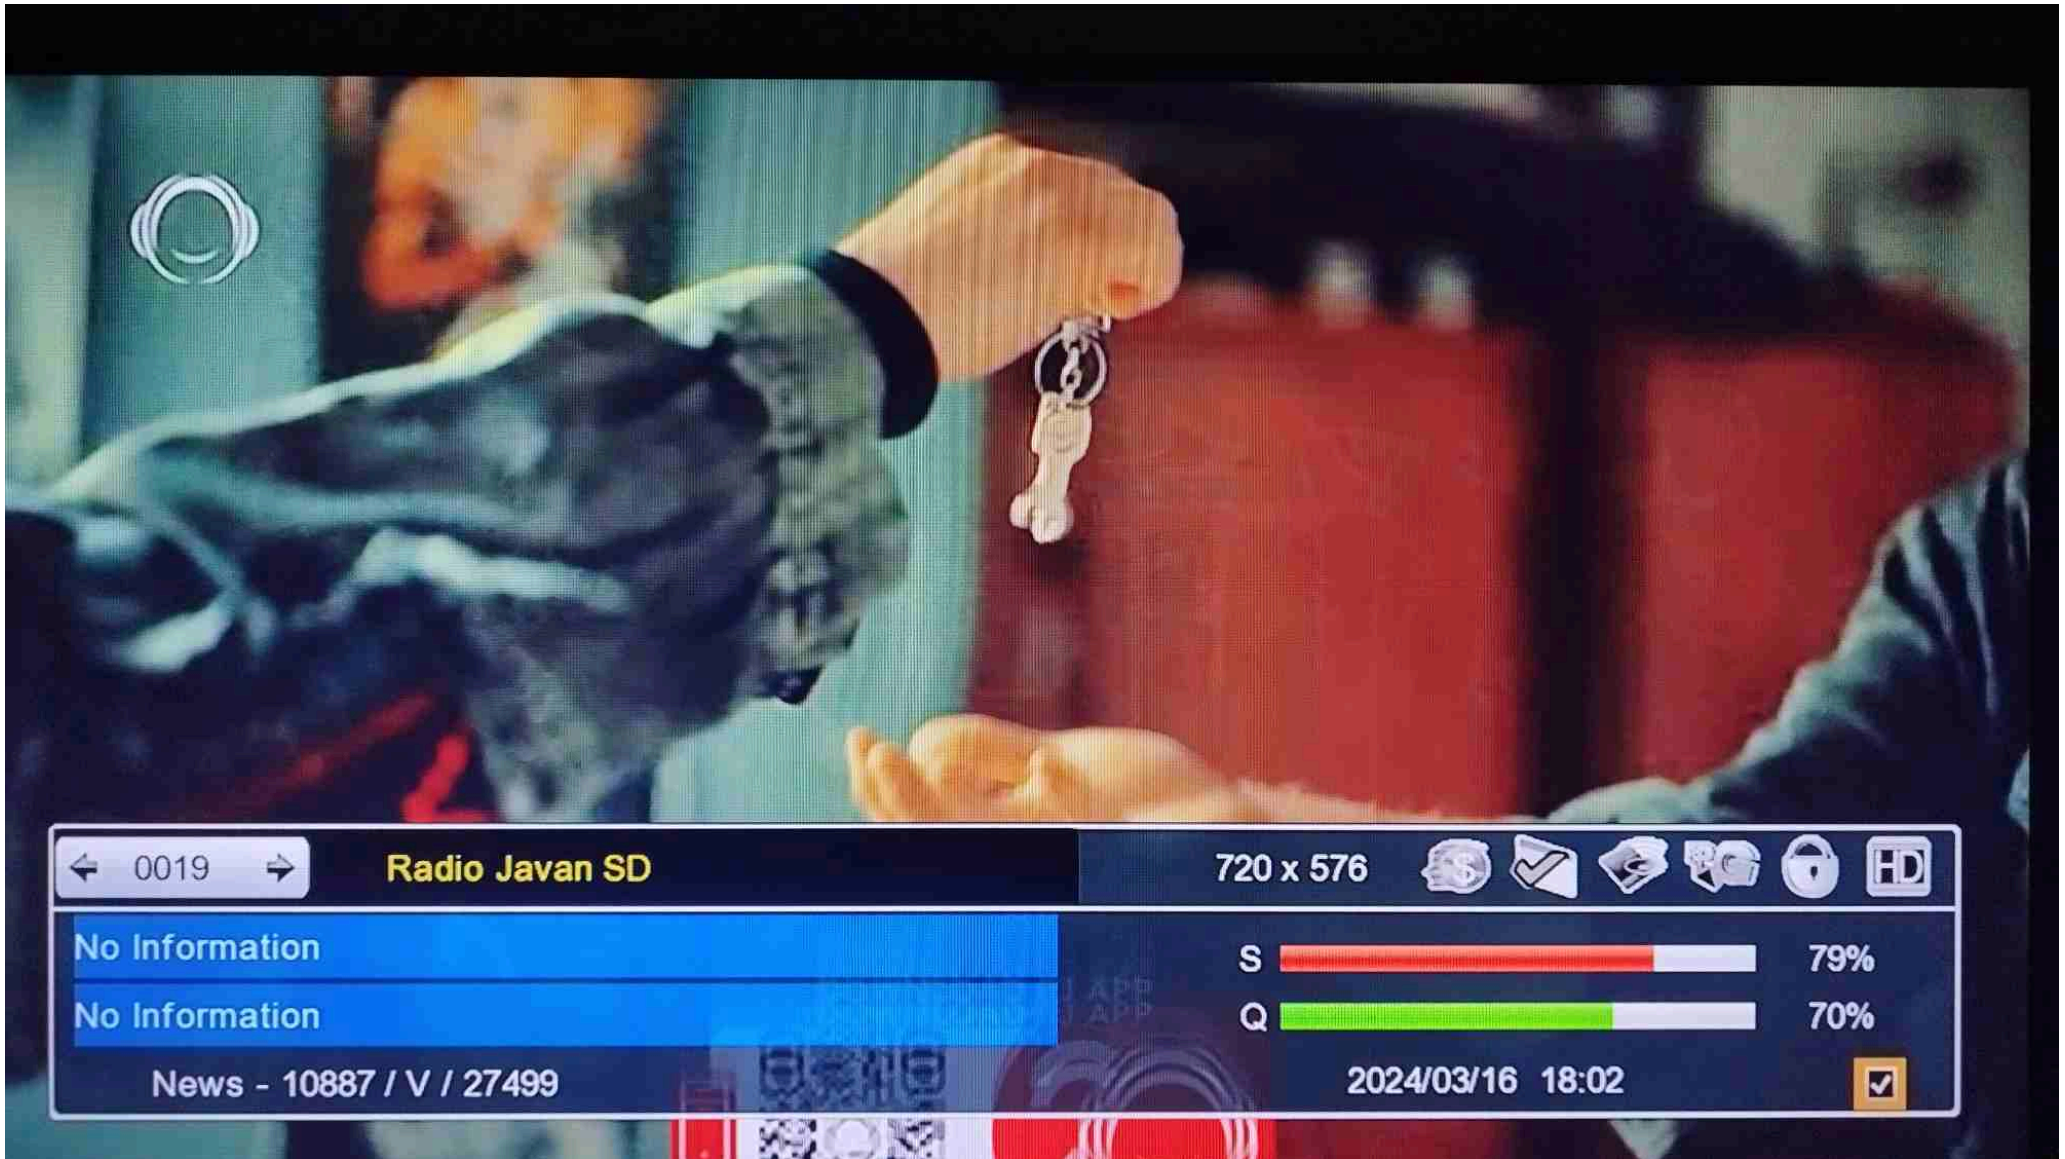 0019
Radio Javan SD
720 x 576
HD
No Information
S 79%
No Information
Q 70%
News - 10887 / V / 27499
2024/03/16 18:02